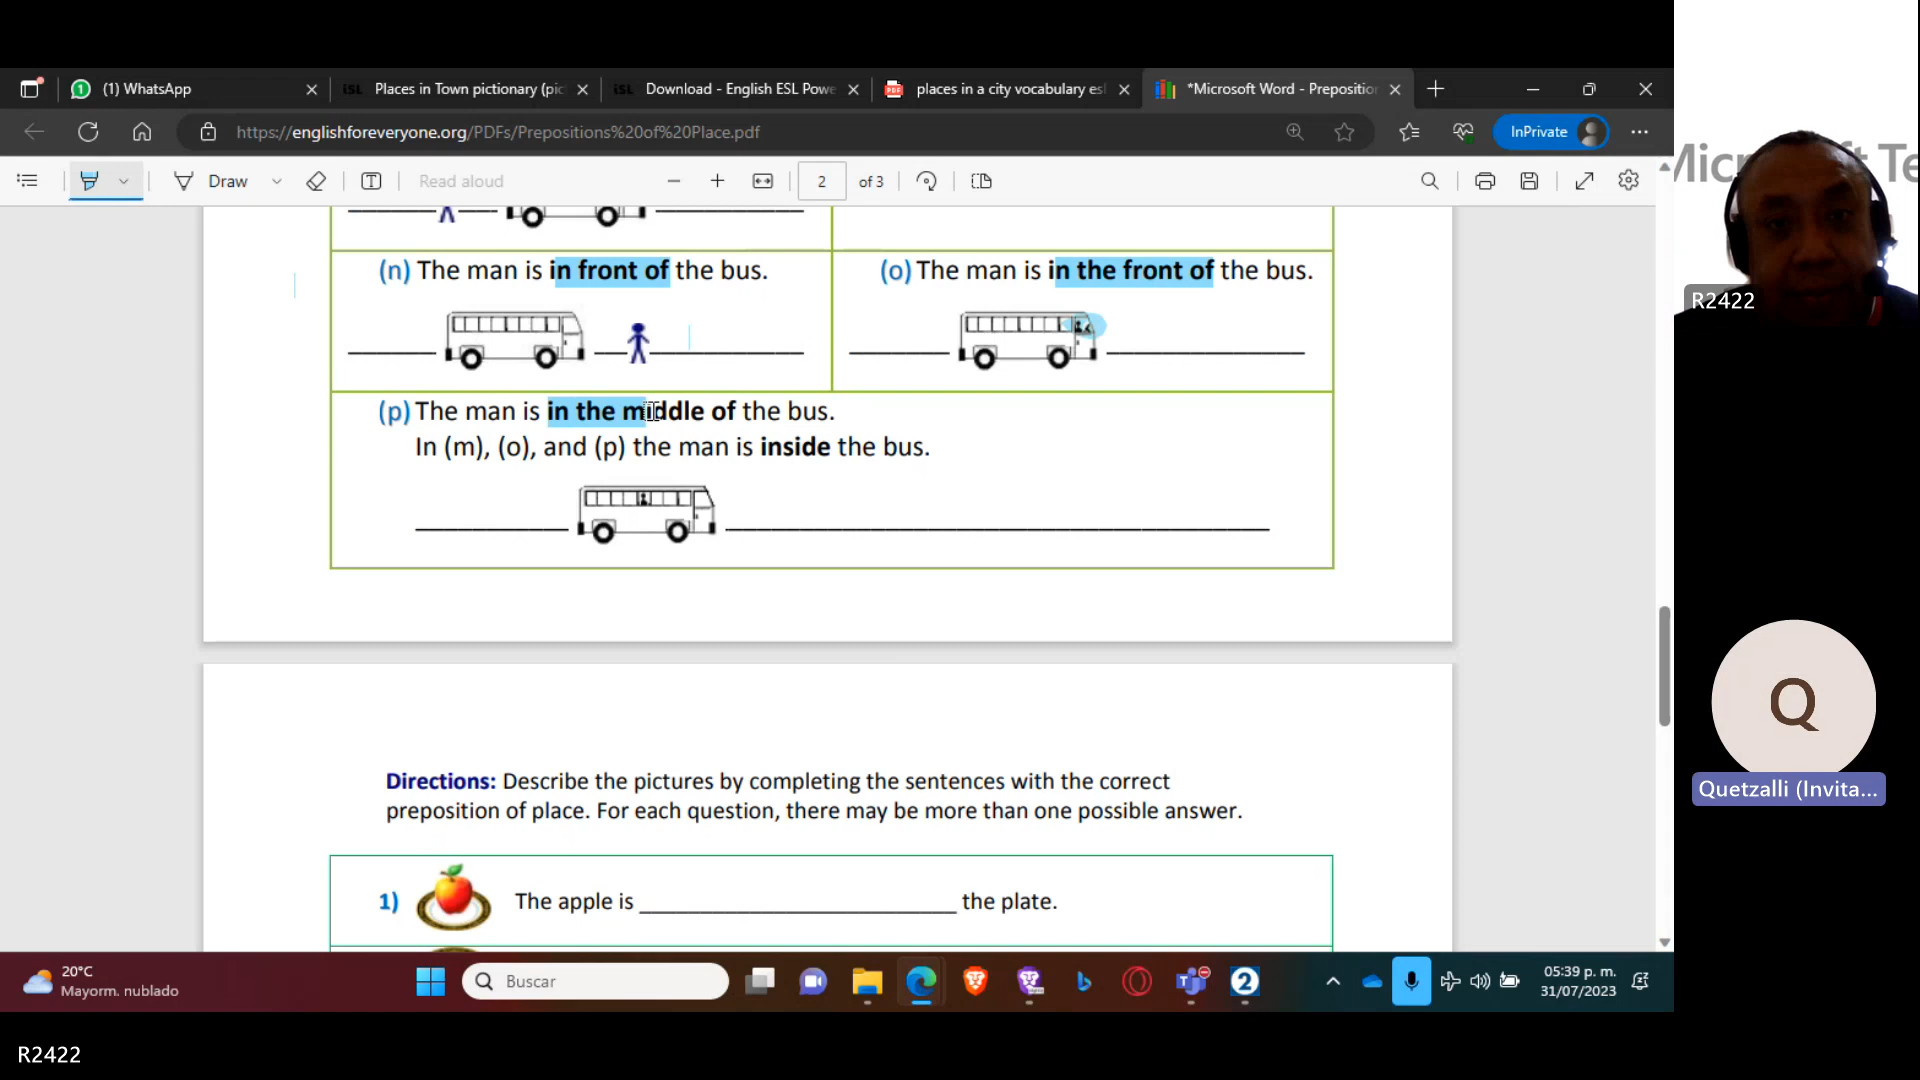 (1) WhatsApp
Places in Town pictionary (pic
Download - English ESL Powe
places in a city vocabulary esl
*Microsoft Word - Preposition
https://englishforeveryone.org/PDFs/Prepositions%20of%20Place.pdf
InPrivate
Draw
Read aloud
2 of 3
(n) The man is in front of the bus.
(o) The man is in the front of the bus.
(p) The man is in the middle of the bus.
In (m), (o), and (p) the man is inside the bus.
Directions: Describe the pictures by completing the sentences with the correct
preposition of place. For each question, there may be more than one possible answer.
1) The apple is ____________________________ the plate.
Microsoft Te
R2422
Q
Quetzalli (Invita...
20°C
Mayorm. nublado
Buscar
05:39 p. m.
31/07/2023
R2422